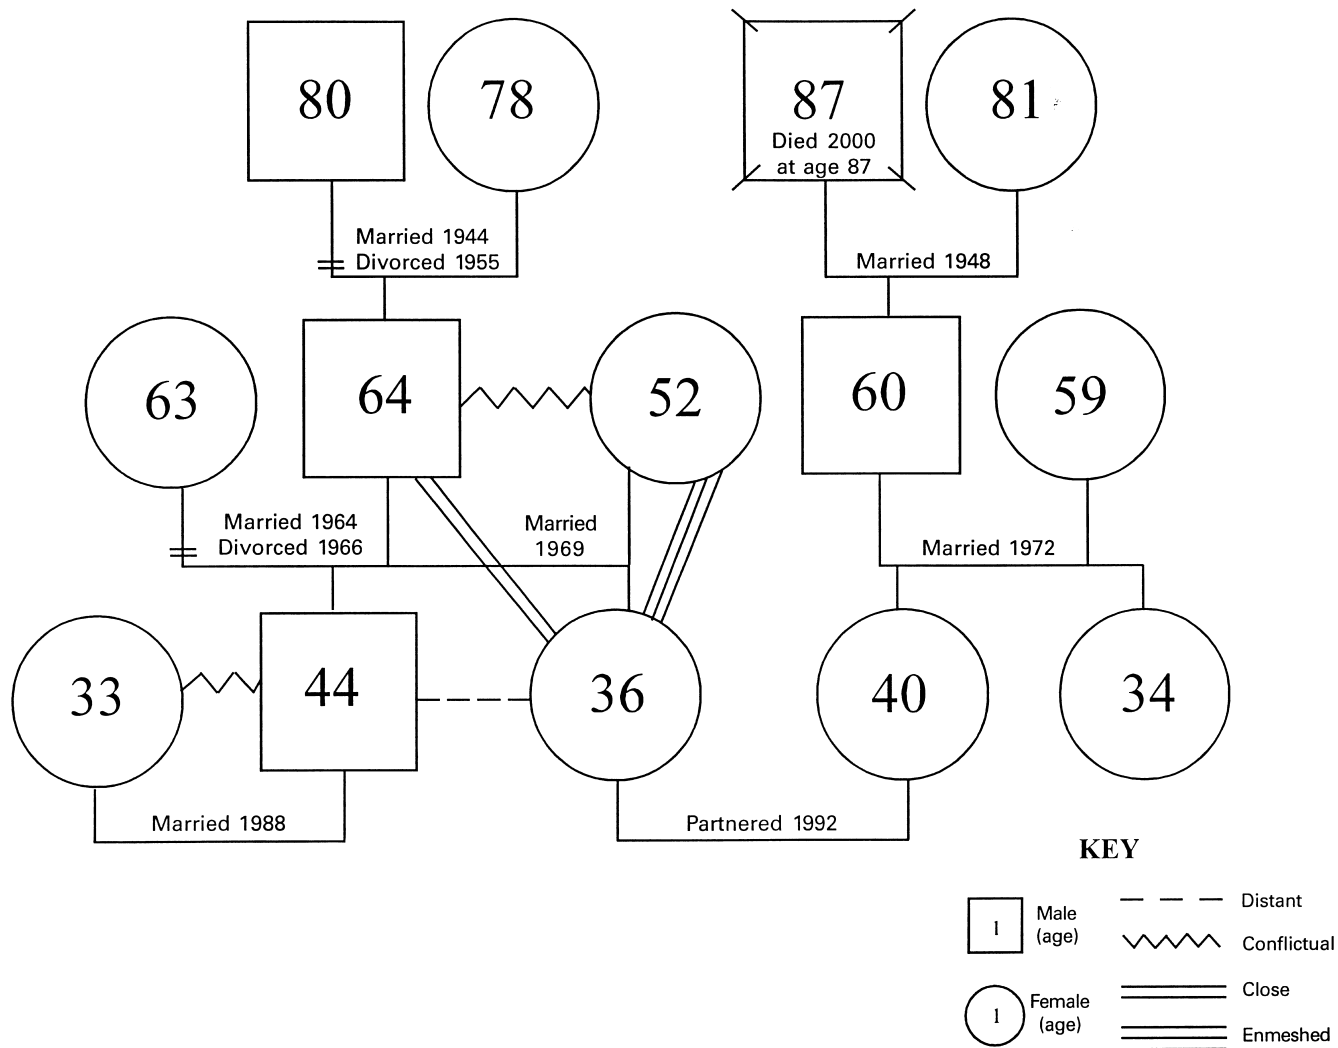 80
78
87
Died 2000
at age 87
81
Married 1944
Divorced 1955
Married 1948
63
64
52
60
59
Married 1964
Divorced 1966
Married
1969
Married 1972
33
44
36
40
34
Married 1988
Partnered 1992
KEY
1
Male
(age)
Distant
Conflictual
1
Female
(age)
Close
Enmeshed